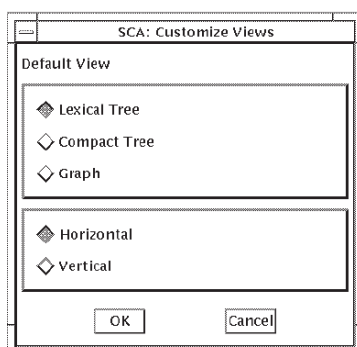 SCA: Customize Views
Default View
Lexical Tree
Compact Tree
Graph
Horizontal
Vertical
OK Cancel